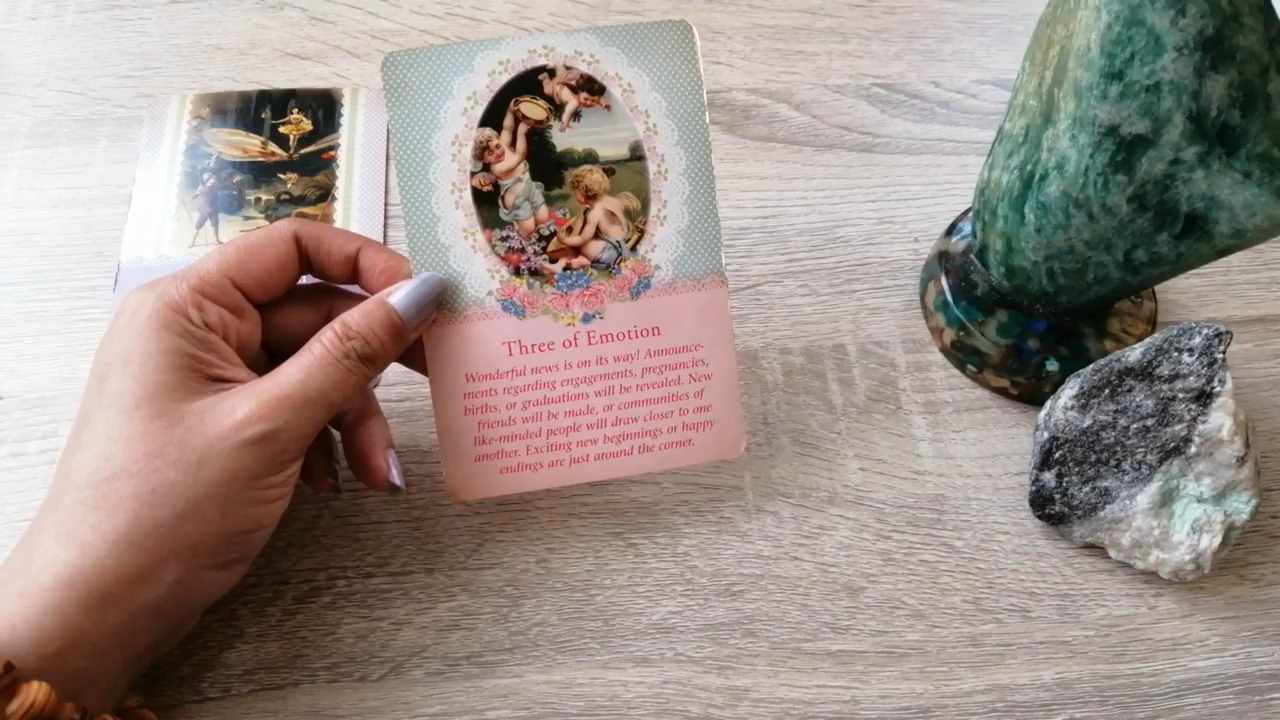 Three of Emotion
Wonderful news is on its way! Announce-
ments regarding engagements, pregnancies,
births, or graduations will be revealed. New
friends will be made, or communities of
like-minded people will draw closer to one
another. Exciting new beginnings or happy
endings are just around the corner.